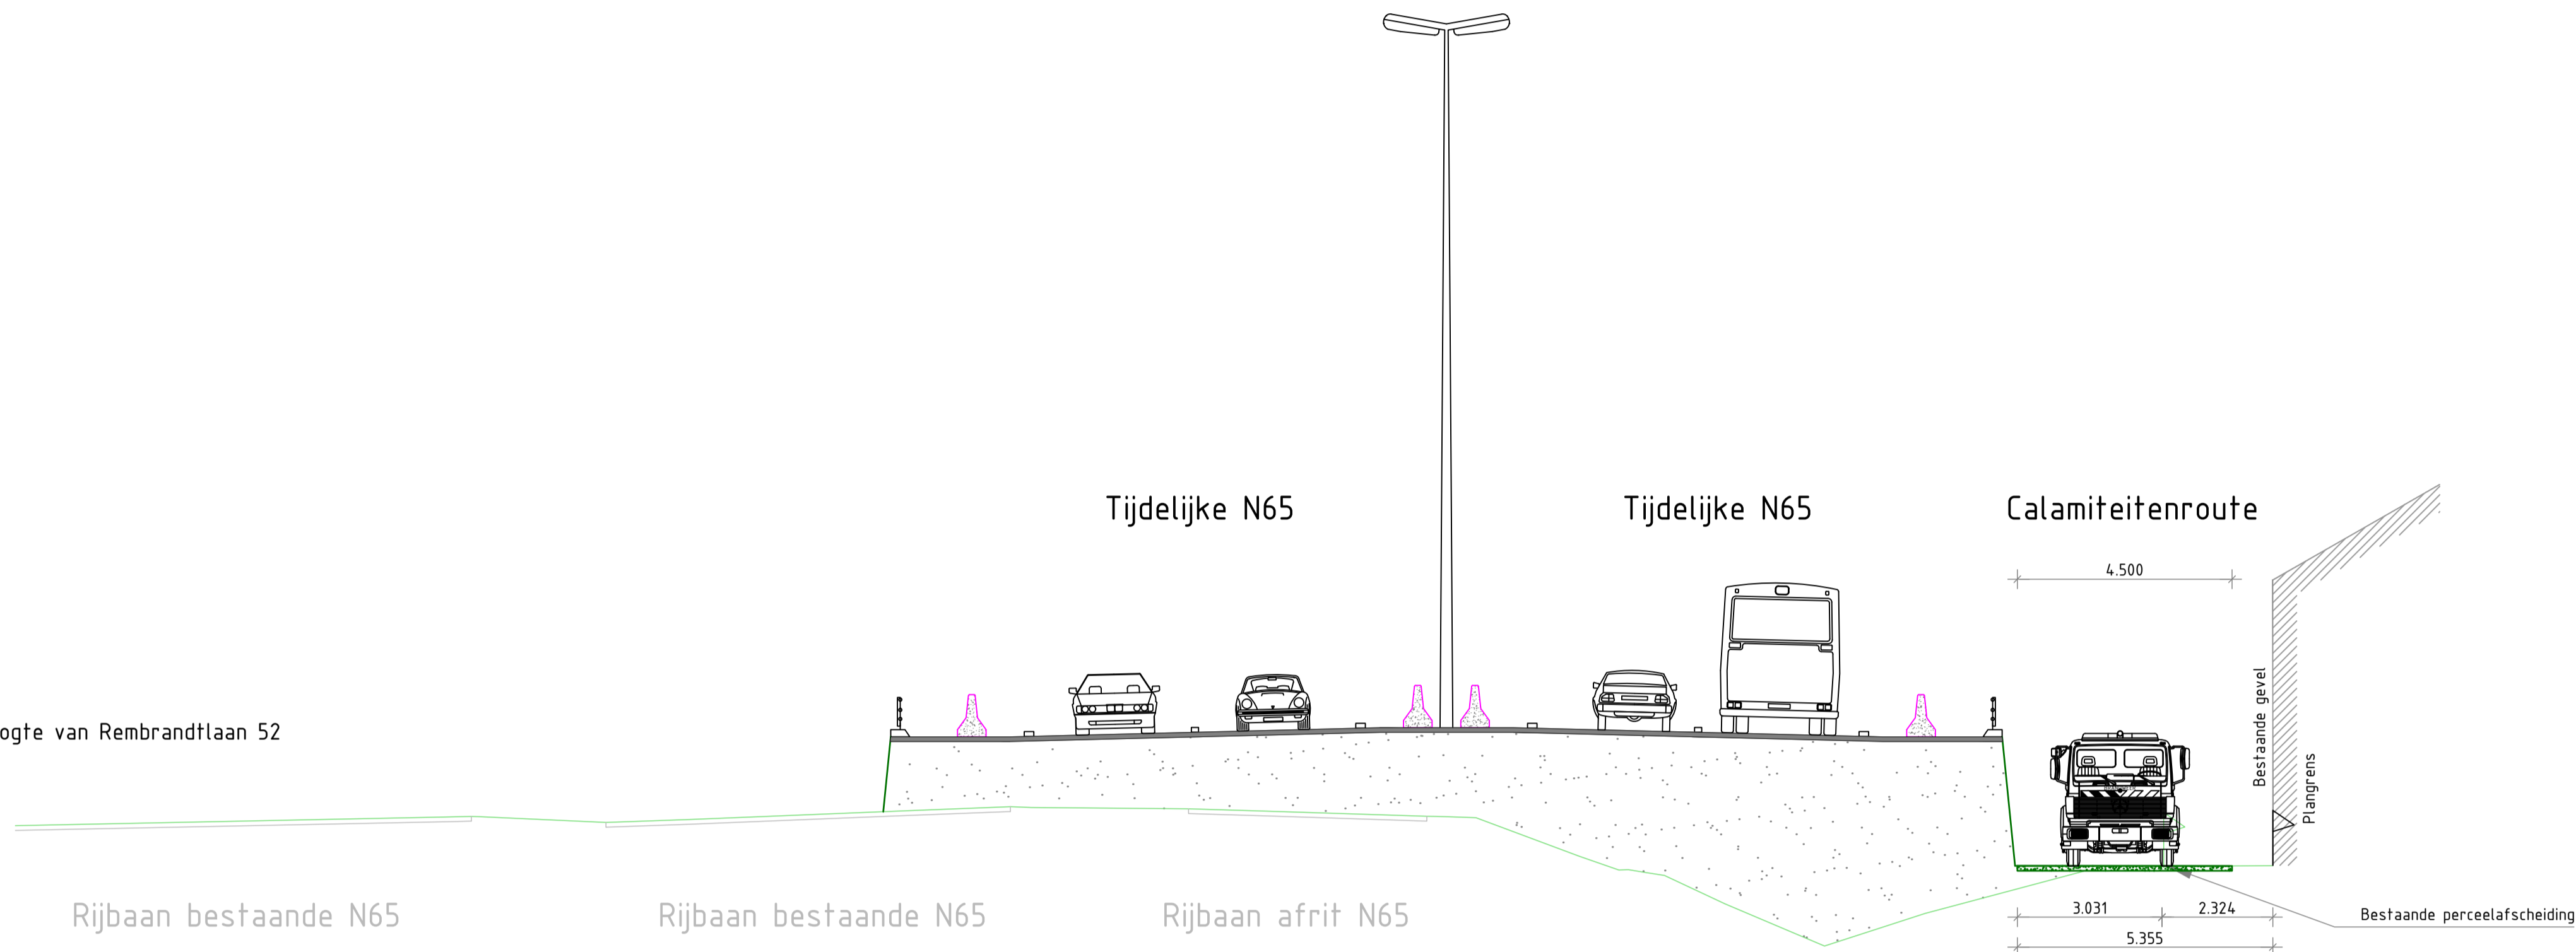 Tijdelijke N65
Tijdelijke N65
Calamiteitenroute
4.500
ogte van Rembrandtlaan 52
Bestaande gevel
Plangrens
Rijbaan bestaande N65
Rijbaan bestaande N65
Rijbaan afrit N65
3.031
2.324
Bestaande perceelafscheiding
5.355